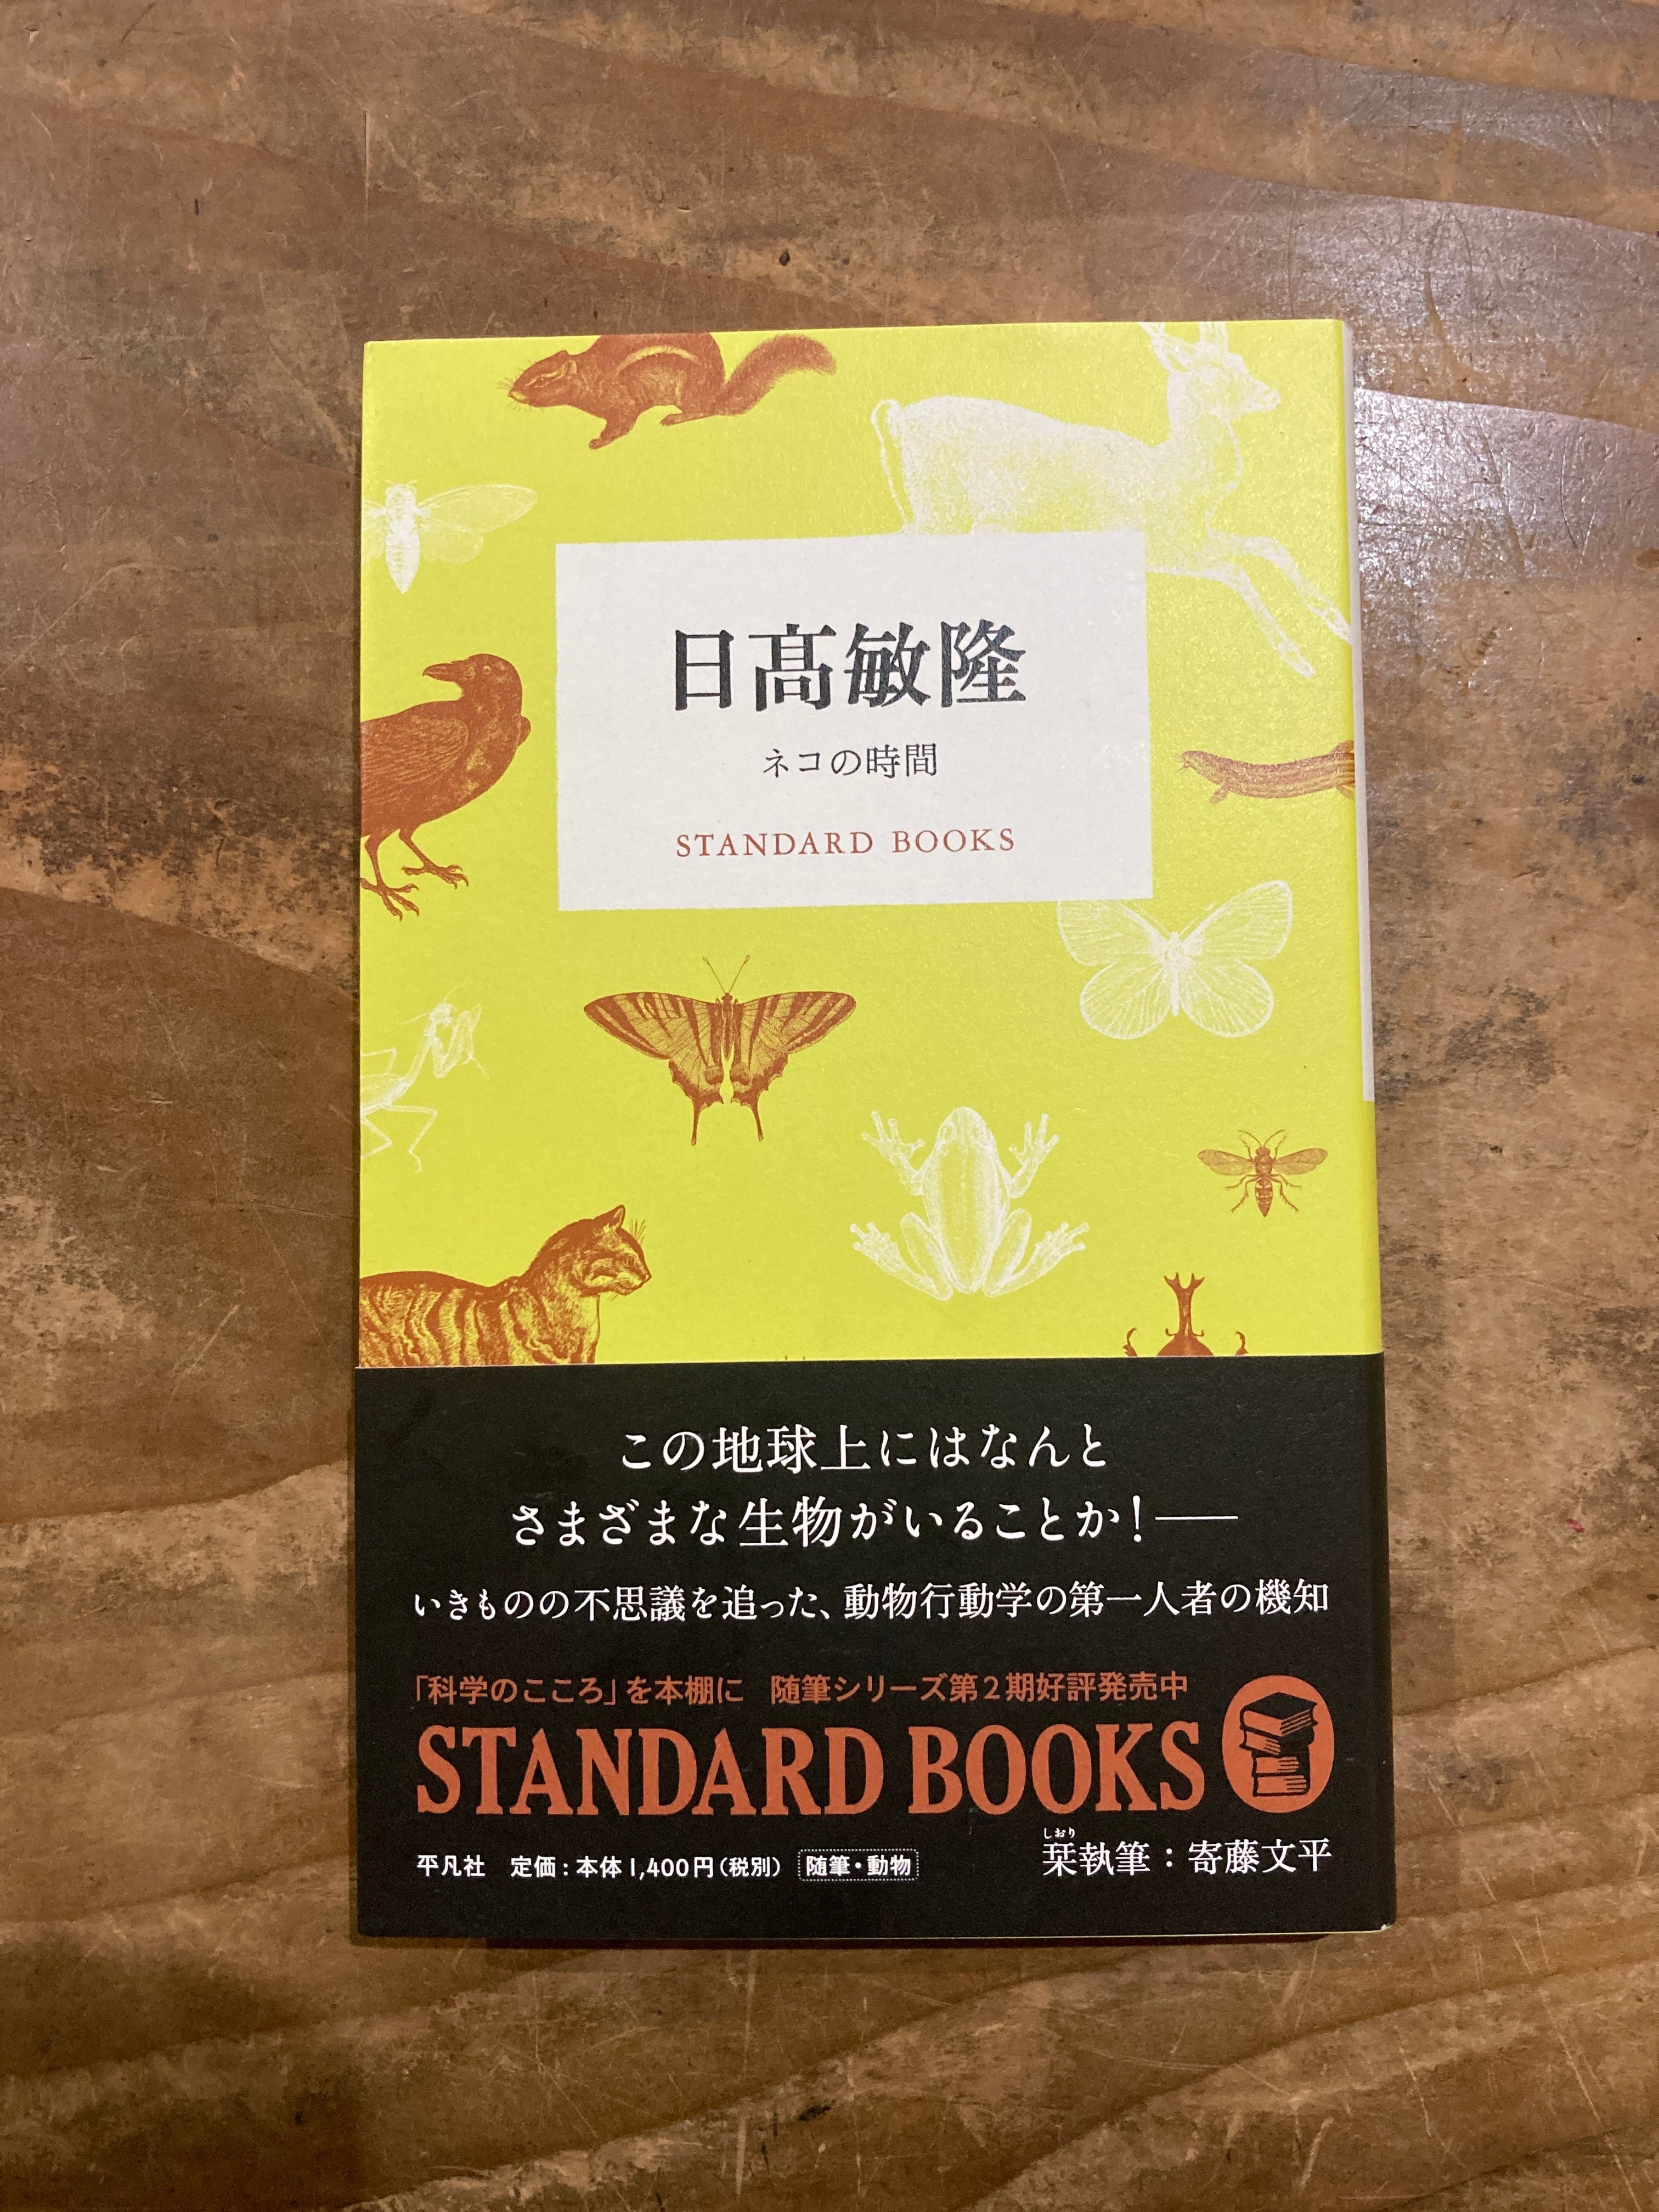 日髙敏隆
ネコの時間
STANDARD BOOKS
この地球上にはなんと
さまざまな生物がいることか!──
いきものの不思議を追った、動物行動学の第一人者の機知
「科学のこころ」を本棚に 随筆シリーズ第2期好評発売中
STANDARD BOOKS
平凡社 定価:本体1,400円(税別) 随筆・動物
しおり
栞執筆:寄藤文平